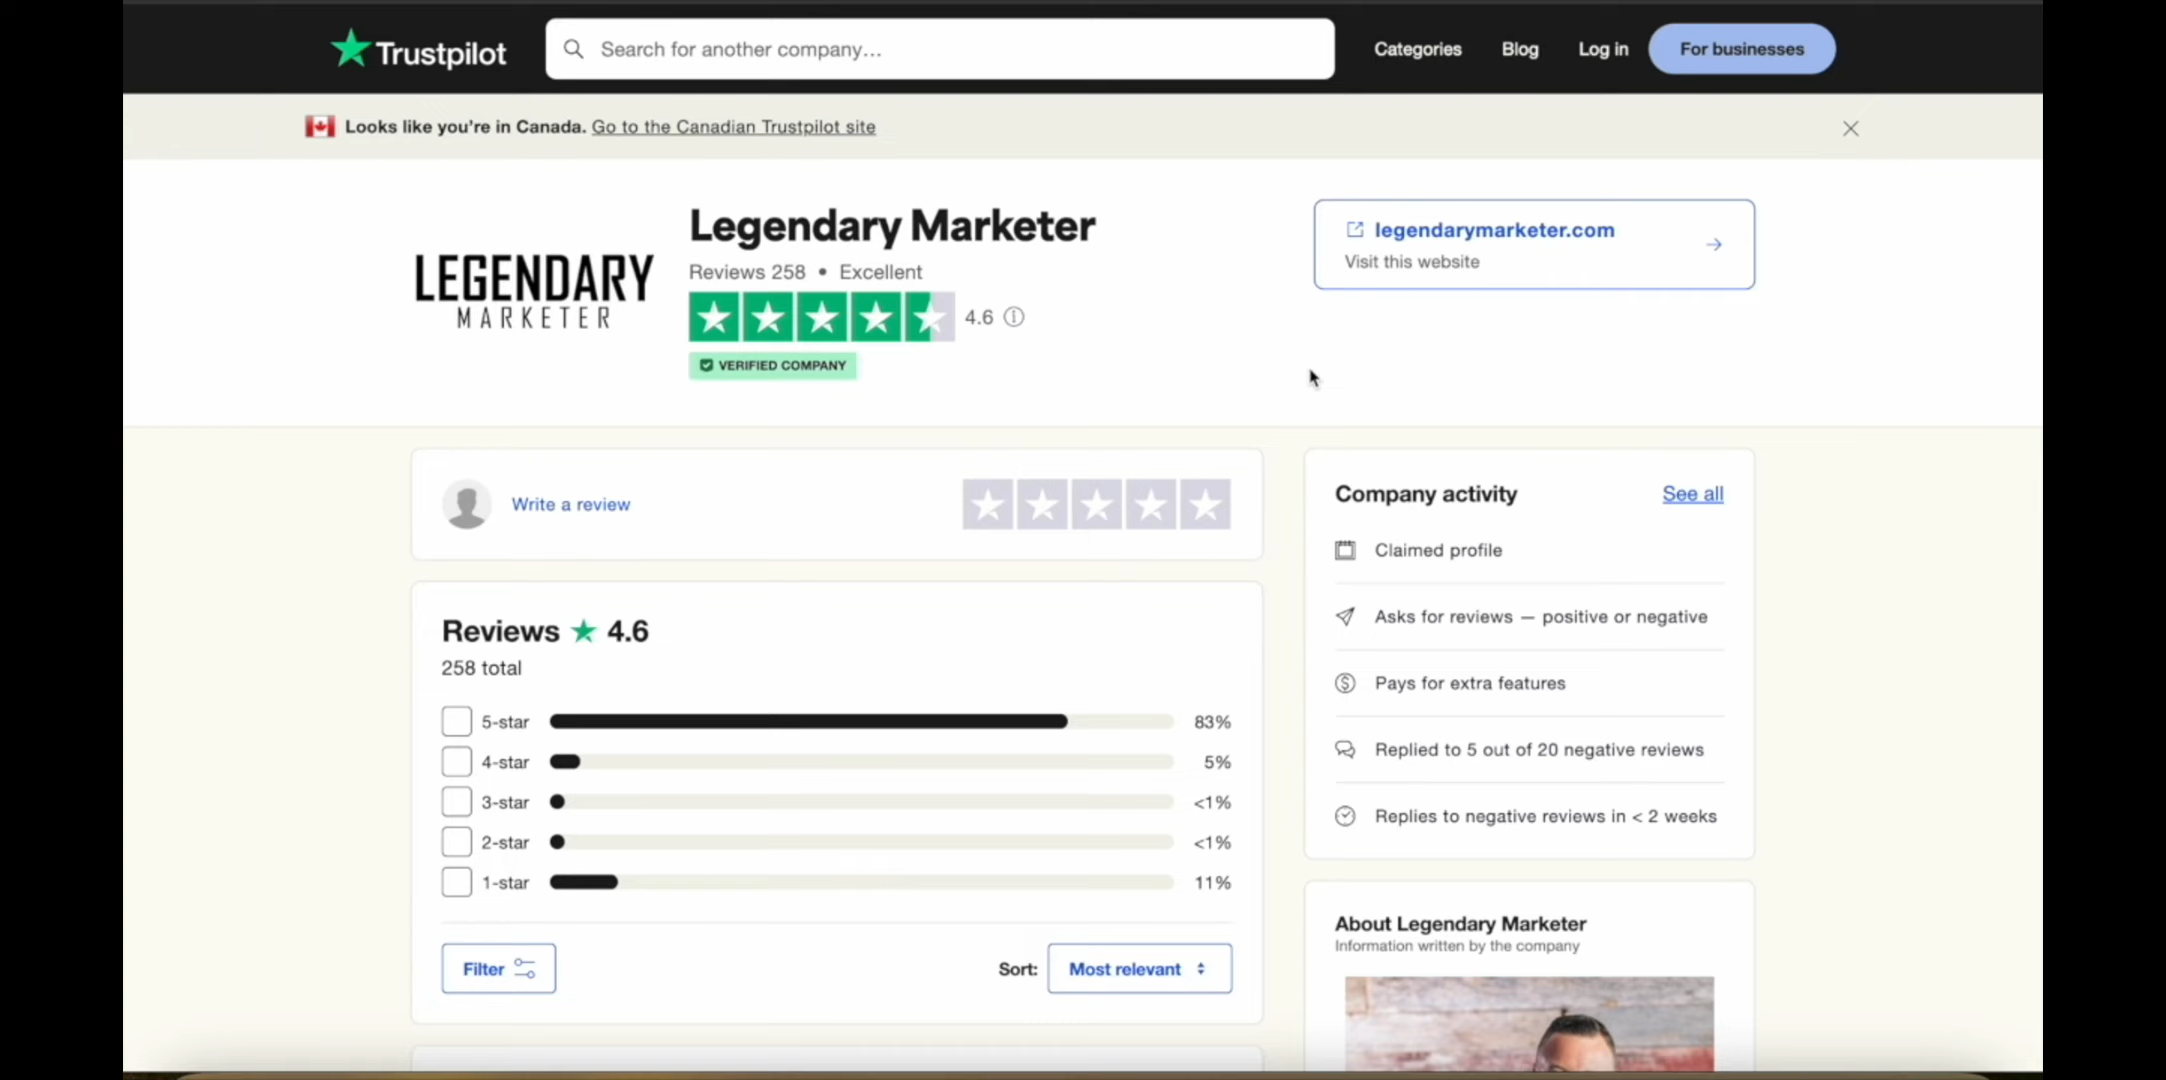 Trustpilot
Search for another company...
Categories
Blog
Log in
For businesses
Looks like you're in Canada. Go to the Canadian Trustpilot site
LEGENDARY
MARKETER
Legendary Marketer
Reviews 258 • Excellent
4.6
VERIFIED COMPANY
legendarymarketer.com
Visit this website
Write a review
Reviews 4.6
258 total
5-star 83%
4-star 5%
3-star <1%
2-star <1%
1-star 11%
Filter
Sort: Most relevant
Company activity See all
Claimed profile
Asks for reviews — positive or negative
Pays for extra features
Replied to 5 out of 20 negative reviews
Replies to negative reviews in < 2 weeks
About Legendary Marketer
Information written by the company